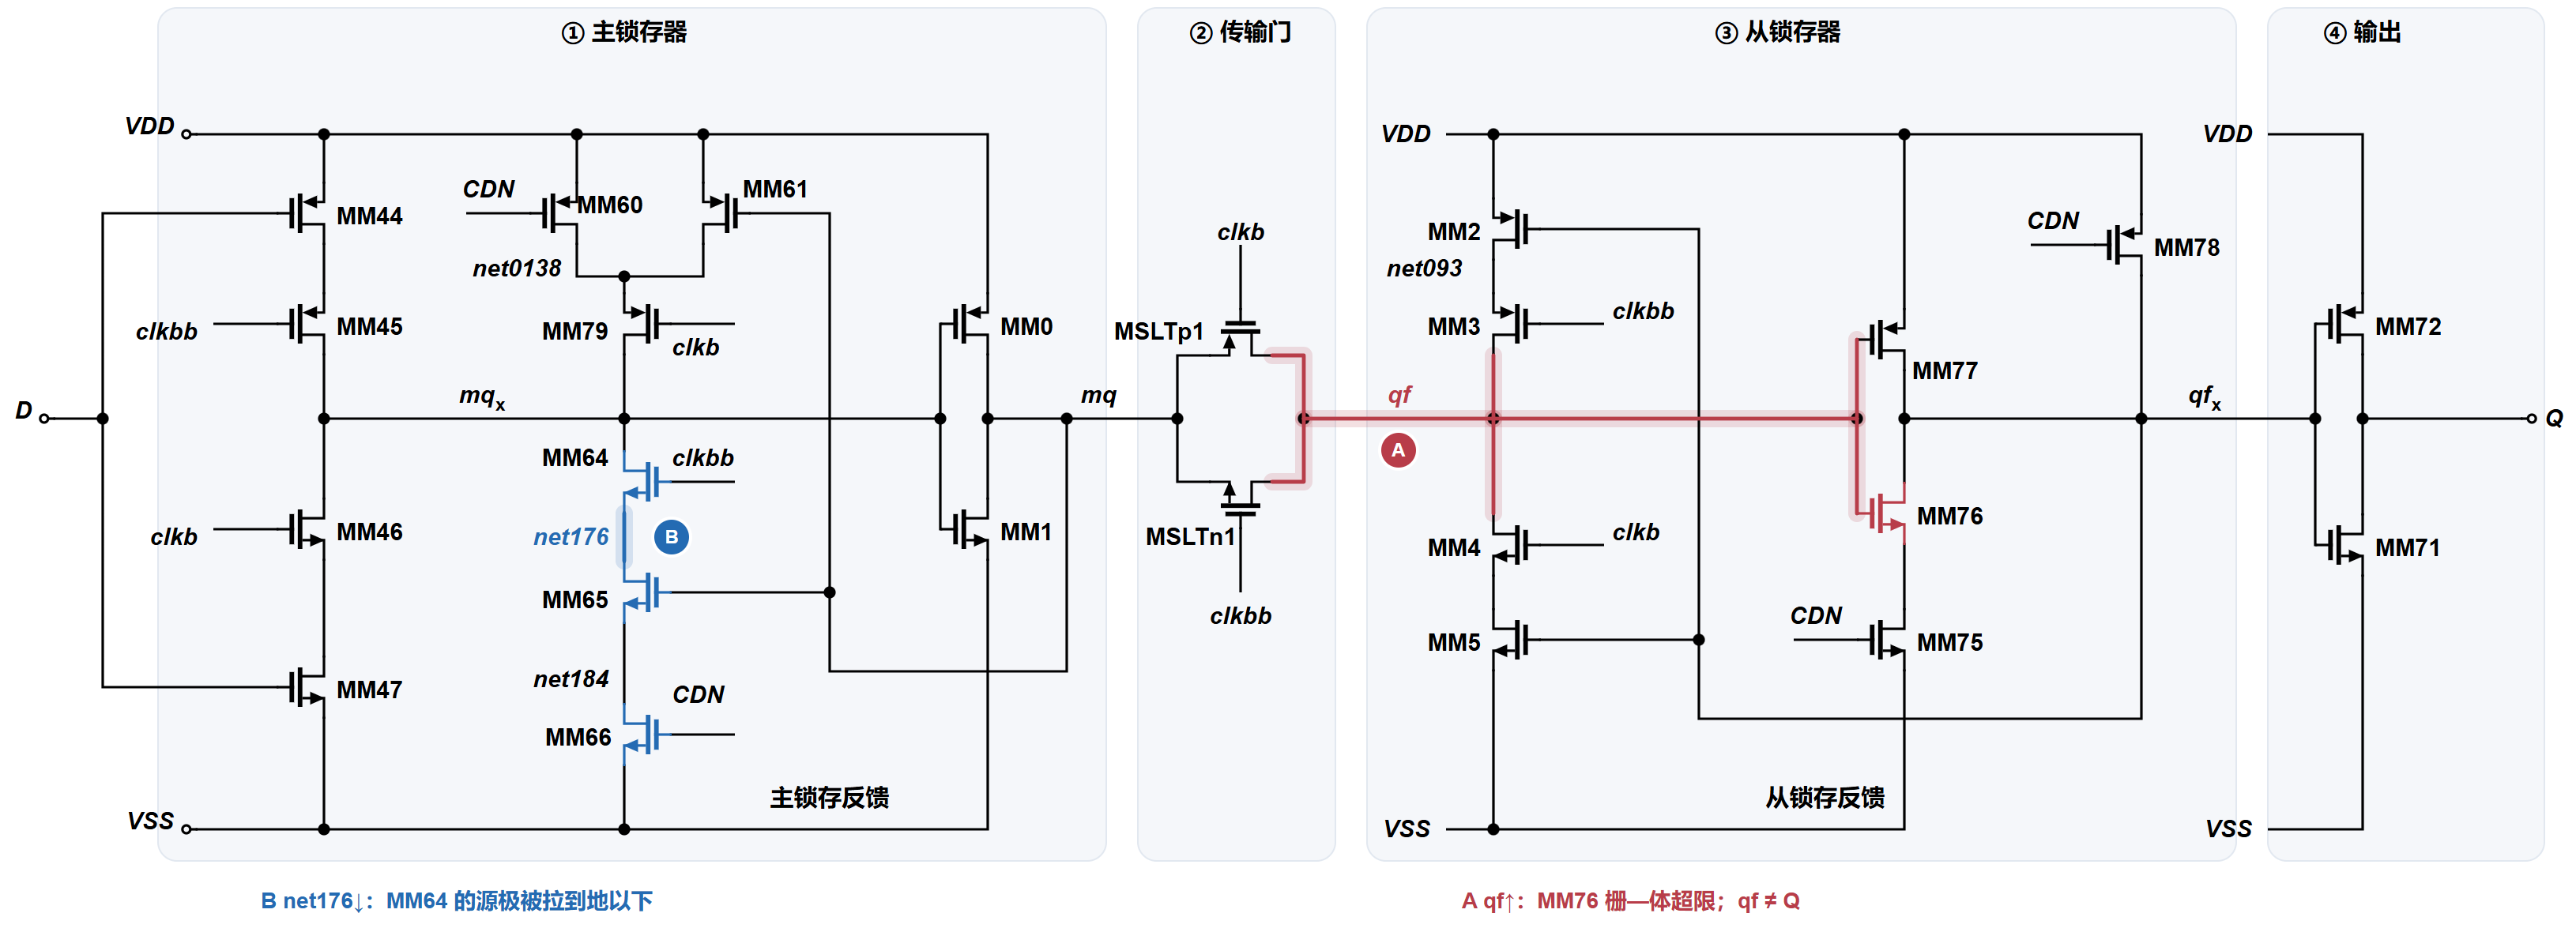 ① 主锁存器
② 传输门
③ 从锁存器
④ 输出
VDD
VDD
VDD
CDN
MM60
MM61
MM44
CDN
MM78
clkb
MM2
net0138
net093
clkbb
MM45
MM79
clkb
MM0
MSLTp1
MM3
clkbb
MM77
MM72
D
mqx
mq
qf
A
qfx
Q
MM64
clkbb
clkb
MM46
net176
B
MM1
MSLTn1
MM4
clkb
MM76
MM71
MM65
clkbb
CDN
MM5
MM75
MM47
net184
CDN
MM66
主锁存反馈
从锁存反馈
VSS
VSS
VSS
B net176↓：MM64 的源极被拉到地以下
A qf↑：MM76 栅—体超限；qf ≠ Q